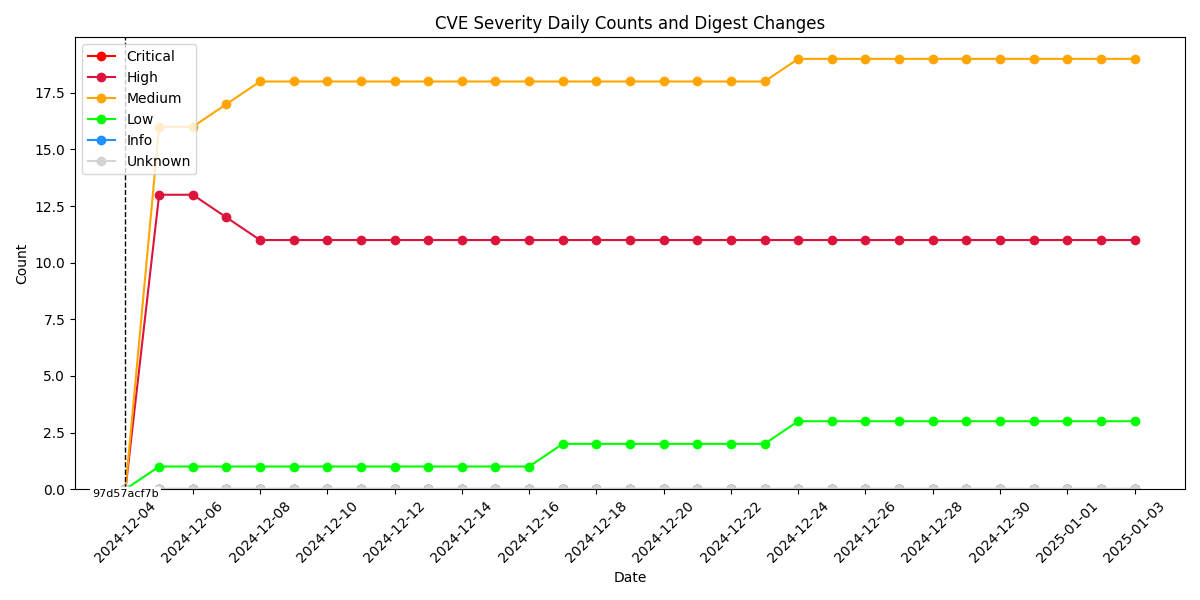 CVE Severity Daily Counts and Digest Changes
Critical
High
Medium
Low
Info
Unknown
Count
17.5
15.0
12.5
10.0
7.5
5.0
2.5
0.0
97d57acf7b
2024-12-04
2024-12-06
2024-12-08
2024-12-10
2024-12-12
2024-12-14
2024-12-16
2024-12-18
2024-12-20
2024-12-22
2024-12-24
2024-12-26
2024-12-28
2024-12-30
2025-01-01
2025-01-03
Date